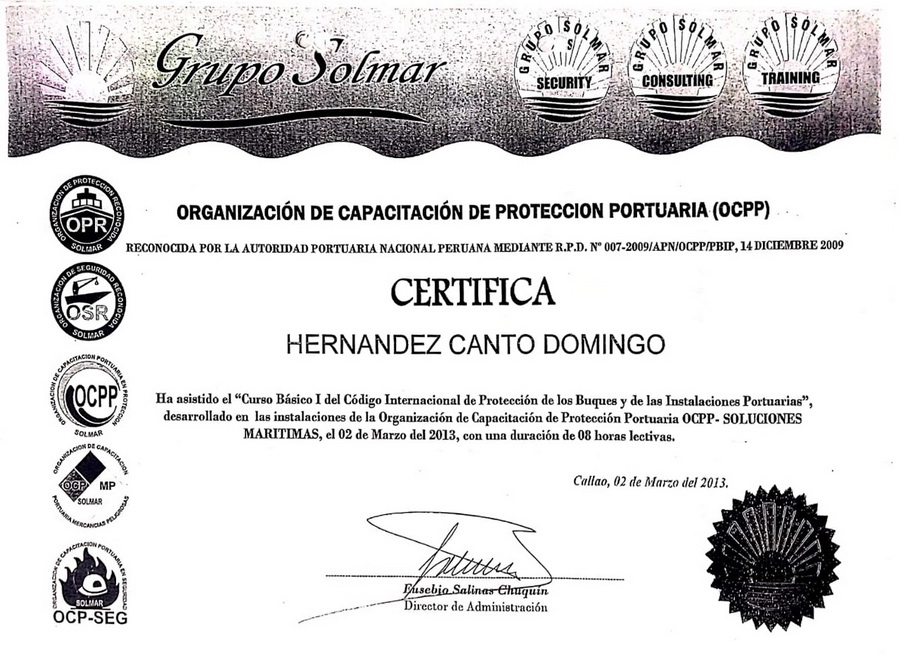 Grupo Solmar
GRUPO SOLMAR
SECURITY
GRUPO SOLMAR
CONSULTING
GRUPO SOLMAR
TRAINING
ORGANIZACIÓN DE PROTECCION RECONOCIDA
OPR
SOLMAR
ORGANIZACIÓN DE CAPACITACIÓN DE PROTECCION PORTUARIA (OCPP)
RECONOCIDA POR LA AUTORIDAD PORTUARIA NACIONAL PERUANA MEDIANTE R.P.D. Nº 007-2009/APN/OCPP/PBIP, 14 DICIEMBRE 2009
ORGANIZACIÓN DE SEGURIDAD RECONOCIDA
OSR
SOLMAR
CERTIFICA
HERNANDEZ CANTO DOMINGO
ORGANIZACIÓN DE CAPACITACIÓN PORTUARIA EN PROTECCIÓN
OCPP
SOLMAR
Ha asistido el “Curso Básico I del Código Internacional de Protección de los Buques y de las Instalaciones Portuarias”,
desarrollado en las instalaciones de la Organización de Capacitación de Protección Portuaria OCPP- SOLUCIONES
MARITIMAS, el 02 de Marzo del 2013, con una duración de 08 horas lectivas.
ORGANIZACIÓN DE CAPACITACIÓN
OCP MP
SOLMAR
PORTUARIA MERCANCIAS PELIGROSAS
Callao, 02 de Marzo del 2013.
ORGANIZACIÓN DE CAPACITACIÓN PORTUARIA EN SEGURIDAD
SOLMAR
OCP-SEG
Eusebio Salinas Chuquin
Director de Administración